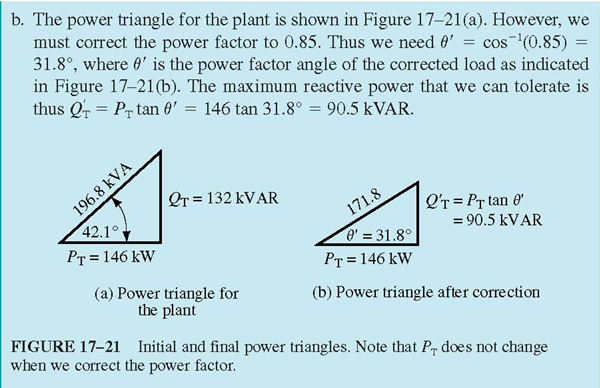 b. The power triangle for the plant is shown in Figure 17–21(a). However, we
must correct the power factor to 0.85. Thus we need θ′ = cos⁻¹(0.85) =
31.8°, where θ′ is the power factor angle of the corrected load as indicated
in Figure 17–21(b). The maximum reactive power that we can tolerate is
thus Q′T = PT tan θ′ = 146 tan 31.8° = 90.5 kVAR.
196.8 kVA
QT = 132 kVAR
42.1°
PT = 146 kW
(a) Power triangle for
the plant
171.8
Q′T = PT tan θ′
= 90.5 kVAR
θ′ = 31.8°
PT = 146 kW
(b) Power triangle after correction
FIGURE 17–21 Initial and final power triangles. Note that PT does not change
when we correct the power factor.